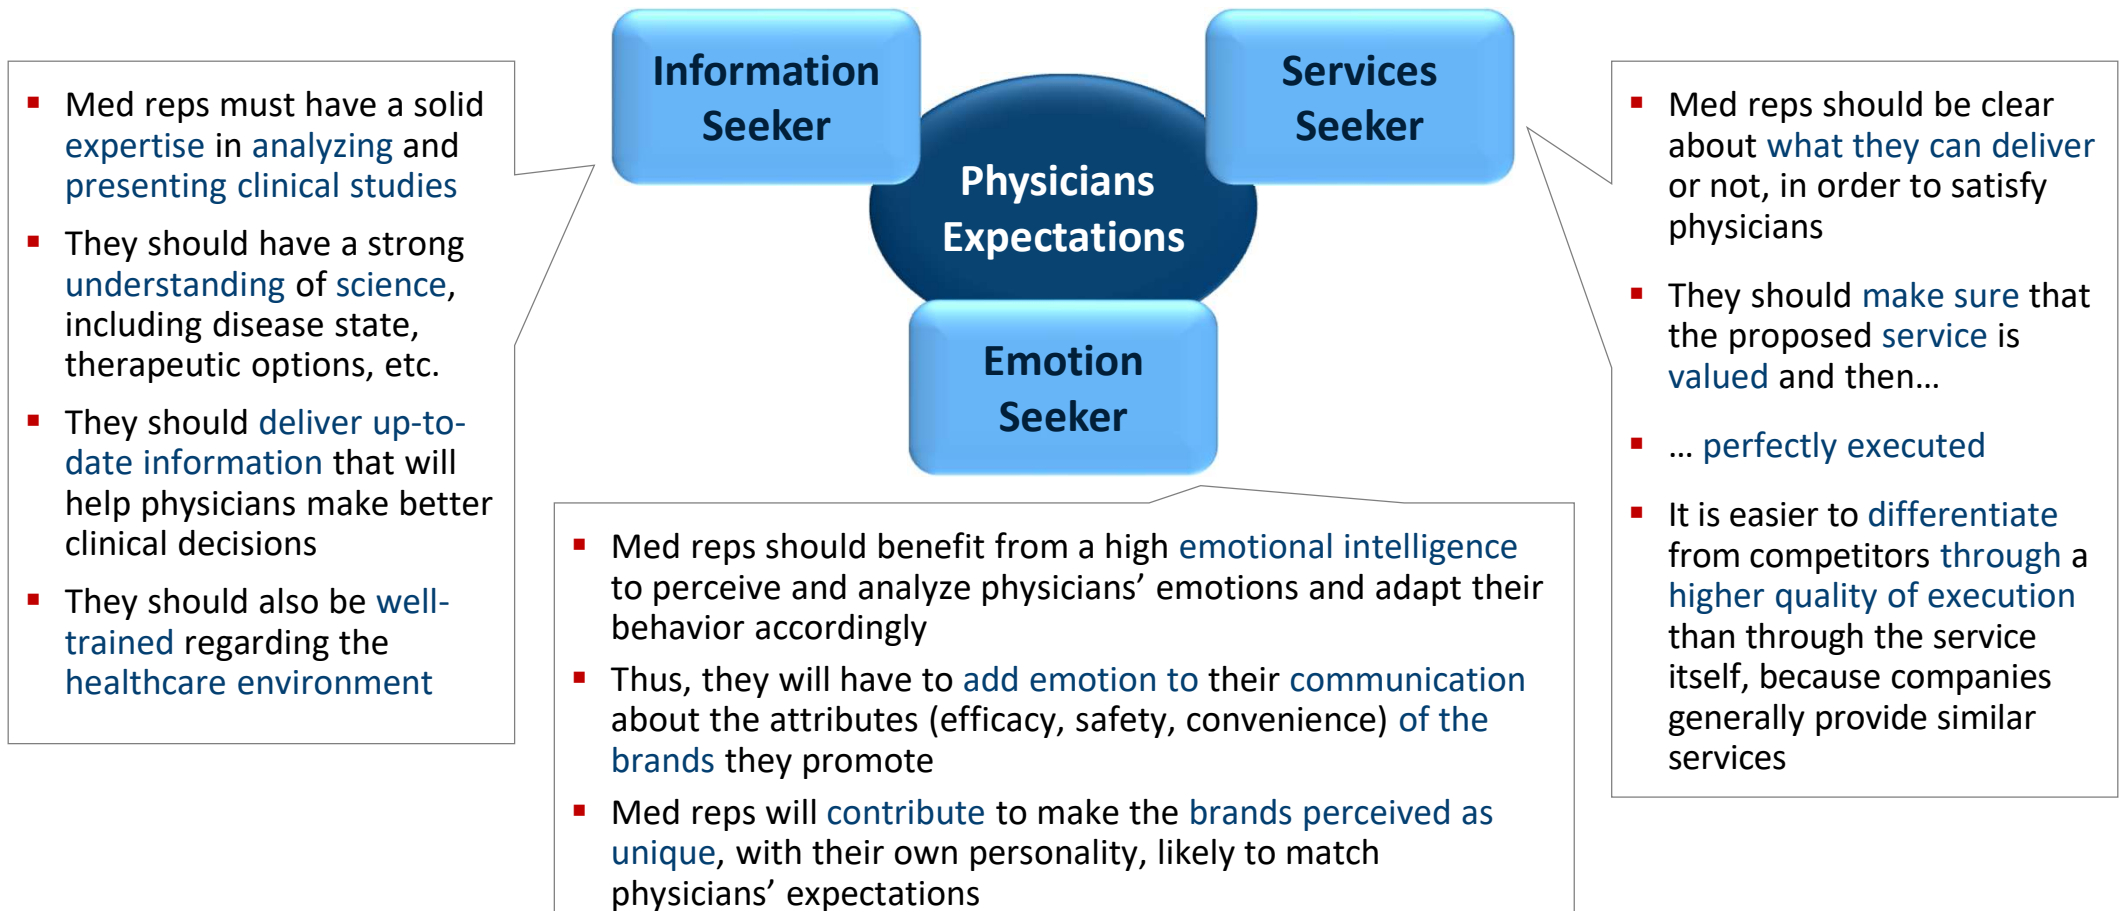 Information
Seeker
Services
Seeker
Physicians
Expectations
Emotion
Seeker
▪ Med reps must have a solid
expertise in analyzing and
presenting clinical studies
▪ They should have a strong
understanding of science,
including disease state,
therapeutic options, etc.
▪ They should deliver up-to-
date information that will
help physicians make better
clinical decisions
▪ They should also be well-
trained regarding the
healthcare environment
▪ Med reps should benefit from a high emotional intelligence
to perceive and analyze physicians’ emotions and adapt their
behavior accordingly
▪ Thus, they will have to add emotion to their communication
about the attributes (efficacy, safety, convenience) of the
brands they promote
▪ Med reps will contribute to make the brands perceived as
unique, with their own personality, likely to match
physicians’ expectations
▪ Med reps should be clear
about what they can deliver
or not, in order to satisfy
physicians
▪ They should make sure that
the proposed service is
valued and then…
▪ … perfectly executed
▪ It is easier to differentiate
from competitors through a
higher quality of execution
than through the service
itself, because companies
generally provide similar
services